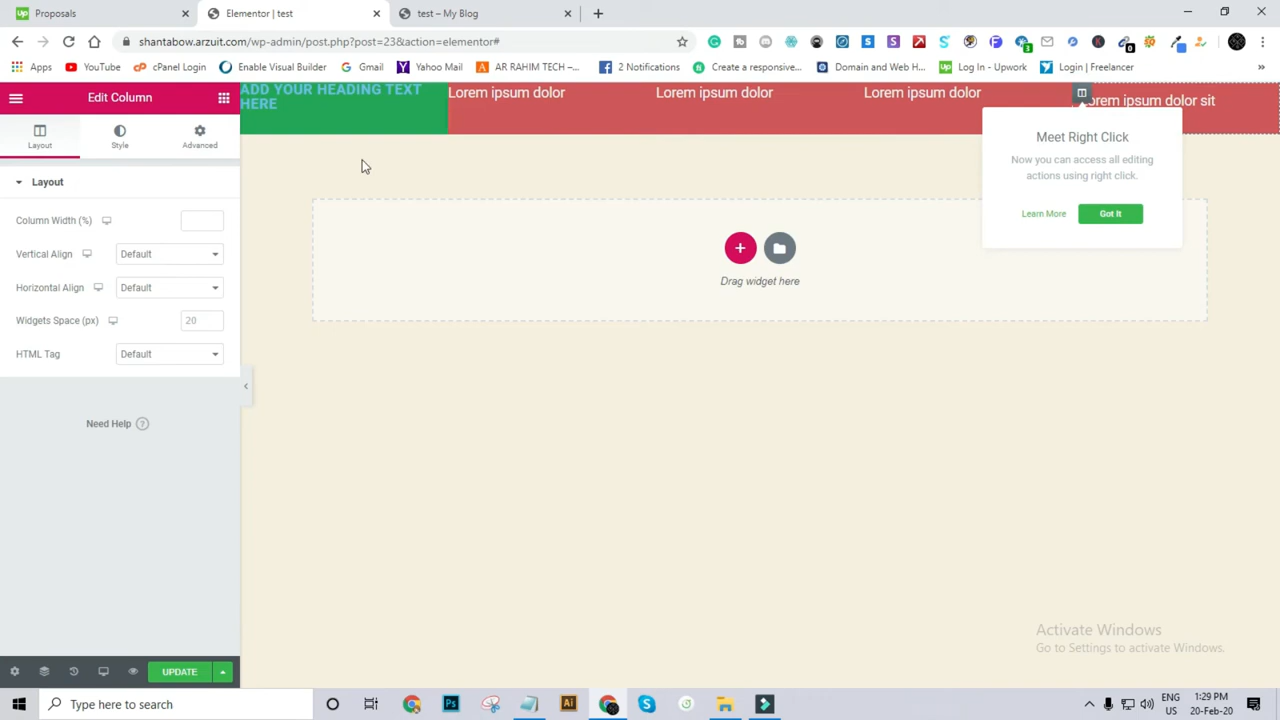 Proposals
Elementor | test
test – My Blog
shantabow.arzuit.com/wp-admin/post.php?post=23&action=elementor#
Apps
YouTube
cPanel Login
Enable Visual Builder
Gmail
Yahoo Mail
AR RAHIM TECH –...
2 Notifications
Create a responsive...
Domain and Web H...
Log In - Upwork
Login | Freelancer
»
Edit Column
Layout
Style
Advanced
Layout
Column Width (%)
Vertical Align
Default
Horizontal Align
Default
Widgets Space (px)
20
HTML Tag
Default
Need Help
?
UPDATE
ADD YOUR HEADING TEXT
HERE
Lorem ipsum dolor
Lorem ipsum dolor
Lorem ipsum dolor
orem ipsum dolor sit
Meet Right Click
Now you can access all editing
actions using right click.
Learn More
Got It
Drag widget here
Activate Windows
Go to Settings to activate Windows.
Type here to search
ENG
US
1:29 PM
20-Feb-20